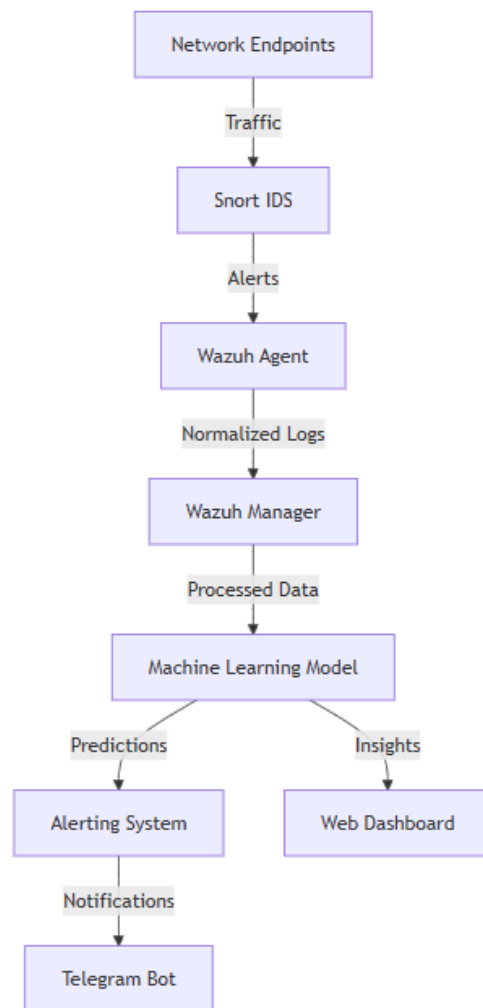 Network Endpoints
Traffic
Snort IDS
Alerts
Wazuh Agent
Normalized Logs
Wazuh Manager
Processed Data
Machine Learning Model
Predictions
Insights
Alerting System
Web Dashboard
Notifications
Telegram Bot